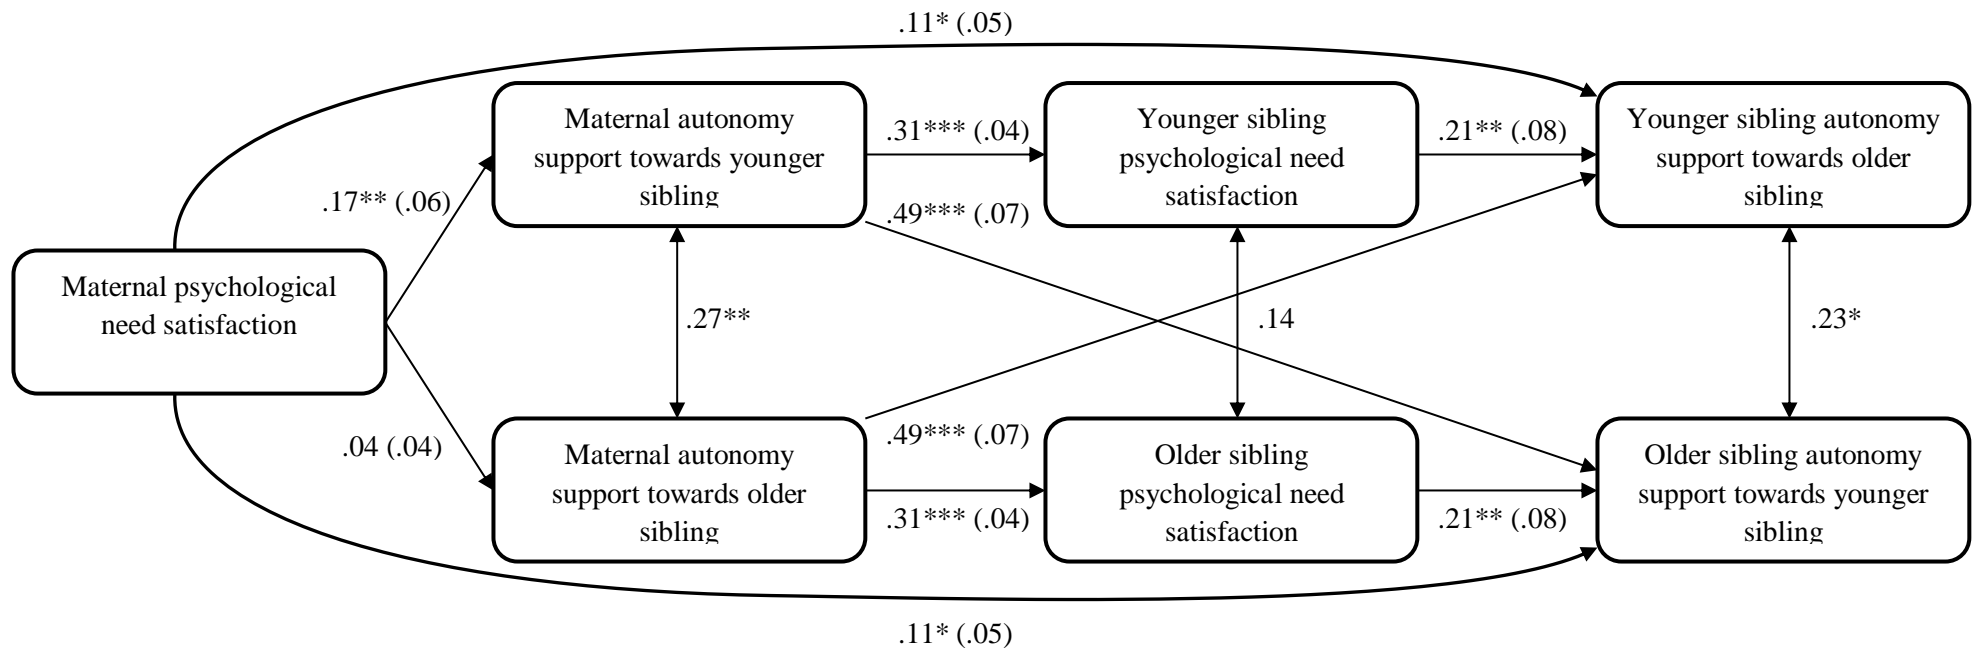 .11* (.05)
Maternal autonomy
support towards younger
sibling
.31*** (.04)
Younger sibling
psychological need
satisfaction
.21** (.08)
Younger sibling autonomy
support towards older
sibling
.17** (.06)
.49*** (.07)
Maternal psychological
need satisfaction
.27**
.14
.23*
.04 (.04)
.49*** (.07)
Maternal autonomy
support towards older
sibling
.31*** (.04)
Older sibling
psychological need
satisfaction
.21** (.08)
Older sibling autonomy
support towards younger
sibling
.11* (.05)